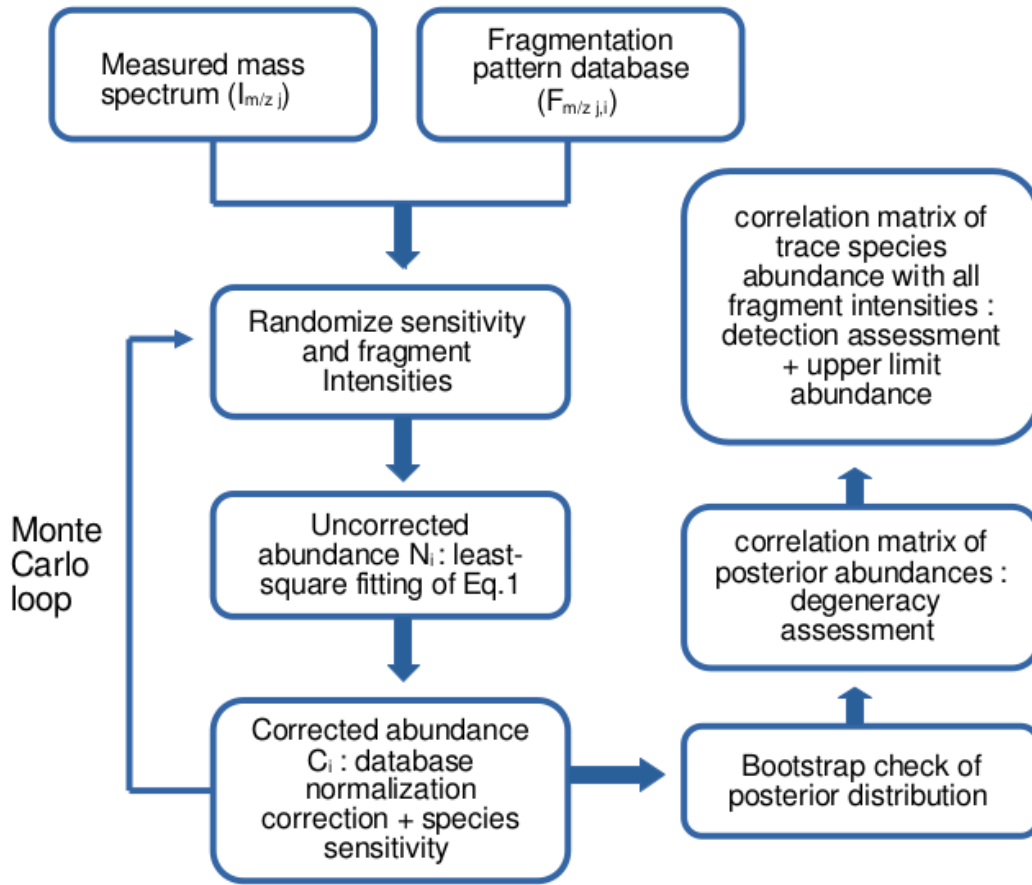 Measured mass
spectrum (I m/z j)
Fragmentation
pattern database
(F m/z j,i)
Randomize sensitivity
and fragment
Intensities
Monte
Carlo
loop
Uncorrected
abundance Ni : least-
square fitting of Eq.1
Corrected abundance
Ci : database
normalization
correction + species
sensitivity
Bootstrap check of
posterior distribution
correlation matrix of
posterior abundances :
degeneracy
assessment
correlation matrix of
trace species
abundance with all
fragment intensities :
detection assessment
+ upper limit
abundance